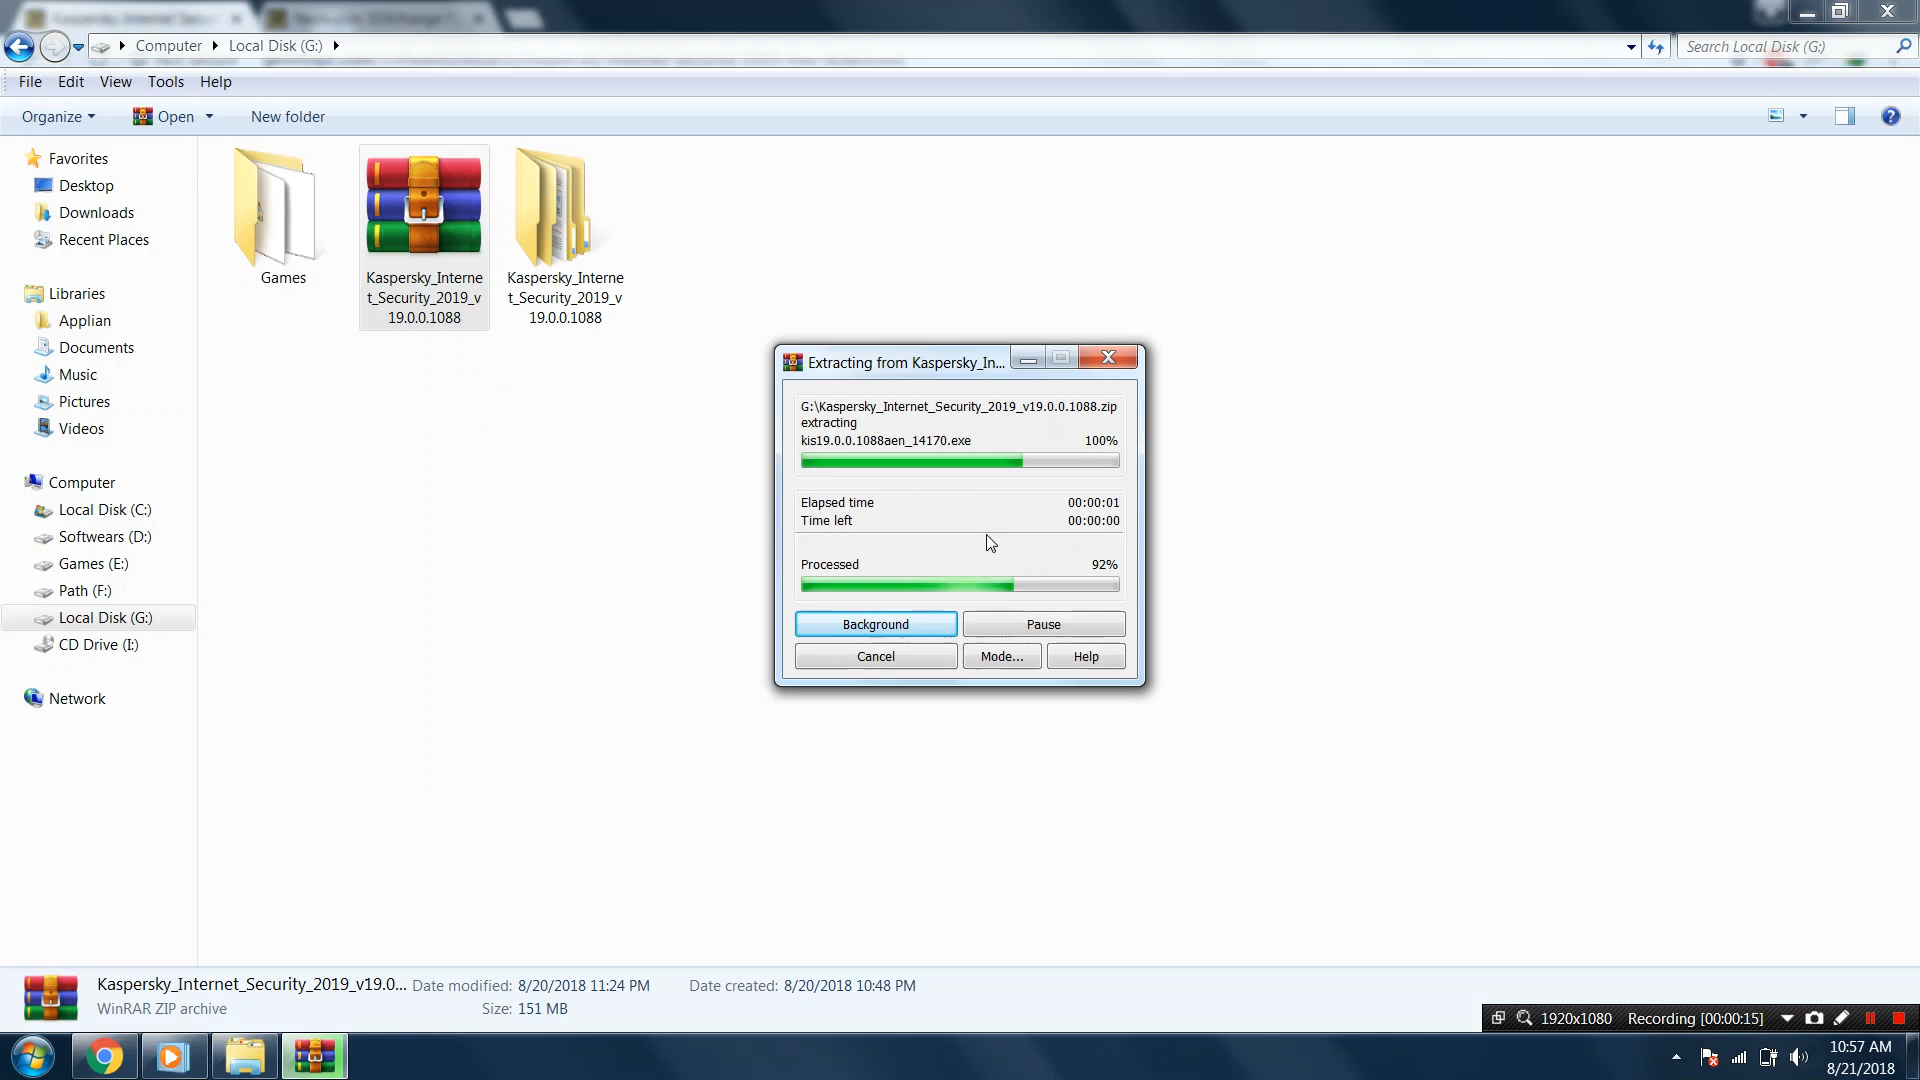 Computer
Local Disk (G:)
Search Local Disk (G:)
File Edit View Tools Help
Organize
Open
New folder
Favorites
Desktop
Downloads
Recent Places
Libraries
Applian
Documents
Music
Pictures
Videos
Computer
Local Disk (C:)
Softwears (D:)
Games (E:)
Path (F:)
Local Disk (G:)
CD Drive (I:)
Network
Games
Kaspersky_Interne
t_Security_2019_v
19.0.0.1088
Kaspersky_Interne
t_Security_2019_v
19.0.0.1088
Extracting from Kaspersky_In...
G:\Kaspersky_Internet_Security_2019_v19.0.0.1088.zip
extracting
kis19.0.0.1088aen_14170.exe 100%
Elapsed time 00:00:01
Time left 00:00:00
Processed 92%
Background
Pause
Cancel
Mode...
Help
Kaspersky_Internet_Security_2019_v19.0... Date modified: 8/20/2018 11:24 PM Date created: 8/20/2018 10:48 PM
WinRAR ZIP archive Size: 151 MB
1920x1080 Recording [00:00:15]
10:57 AM
8/21/2018